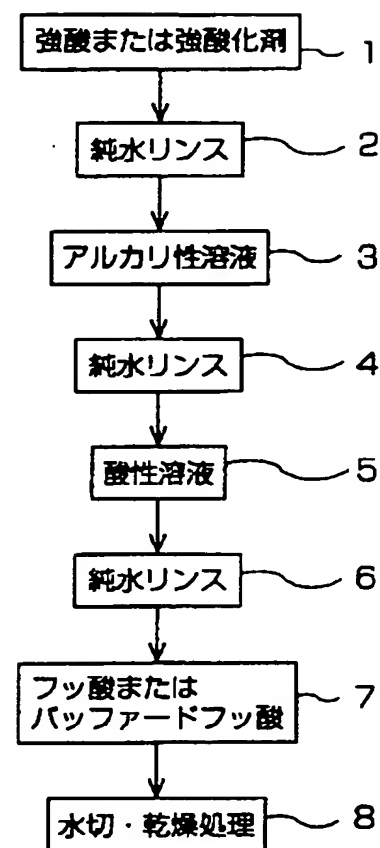 強酸または強酸化剤 1
純水リンス 2
アルカリ性溶液 3
純水リンス 4
酸性溶液 5
純水リンス 6
フッ酸または
バッファードフッ酸 7
水切・乾燥処理 8